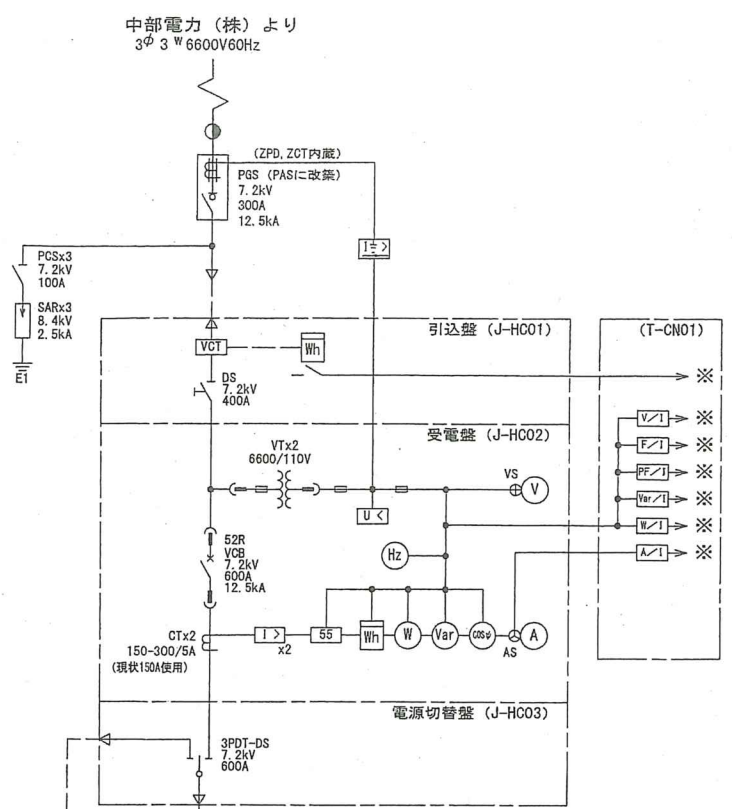 中部電力（株）より
3φ 3 W 6600V60Hz
(ZPD, ZCT内蔵)
PGS (PASに改築)
7.2kV
300A
12.5kA
I⏚>
PCSx3
7.2kV
100A
SARx3
8.4kV
2.5kA
E1
引込盤 (J-HC01)
(T-CN01)
VCT
Wh
※
DS
7.2kV
400A
受電盤 (J-HC02)
V/I
※
F/I
※
PF/I
※
Var/I
※
W/I
※
A/I
※
VTx2
6600/110V
VS
V
U<
Hz
52R
VCB
7.2kV
600A
12.5kA
CTx2
150-300/5A
(現状150A使用)
I>
x2
55
Wh
W
Var
COSφ
AS
A
電源切替盤 (J-HC03)
3PDT-DS
7.2kV
600A